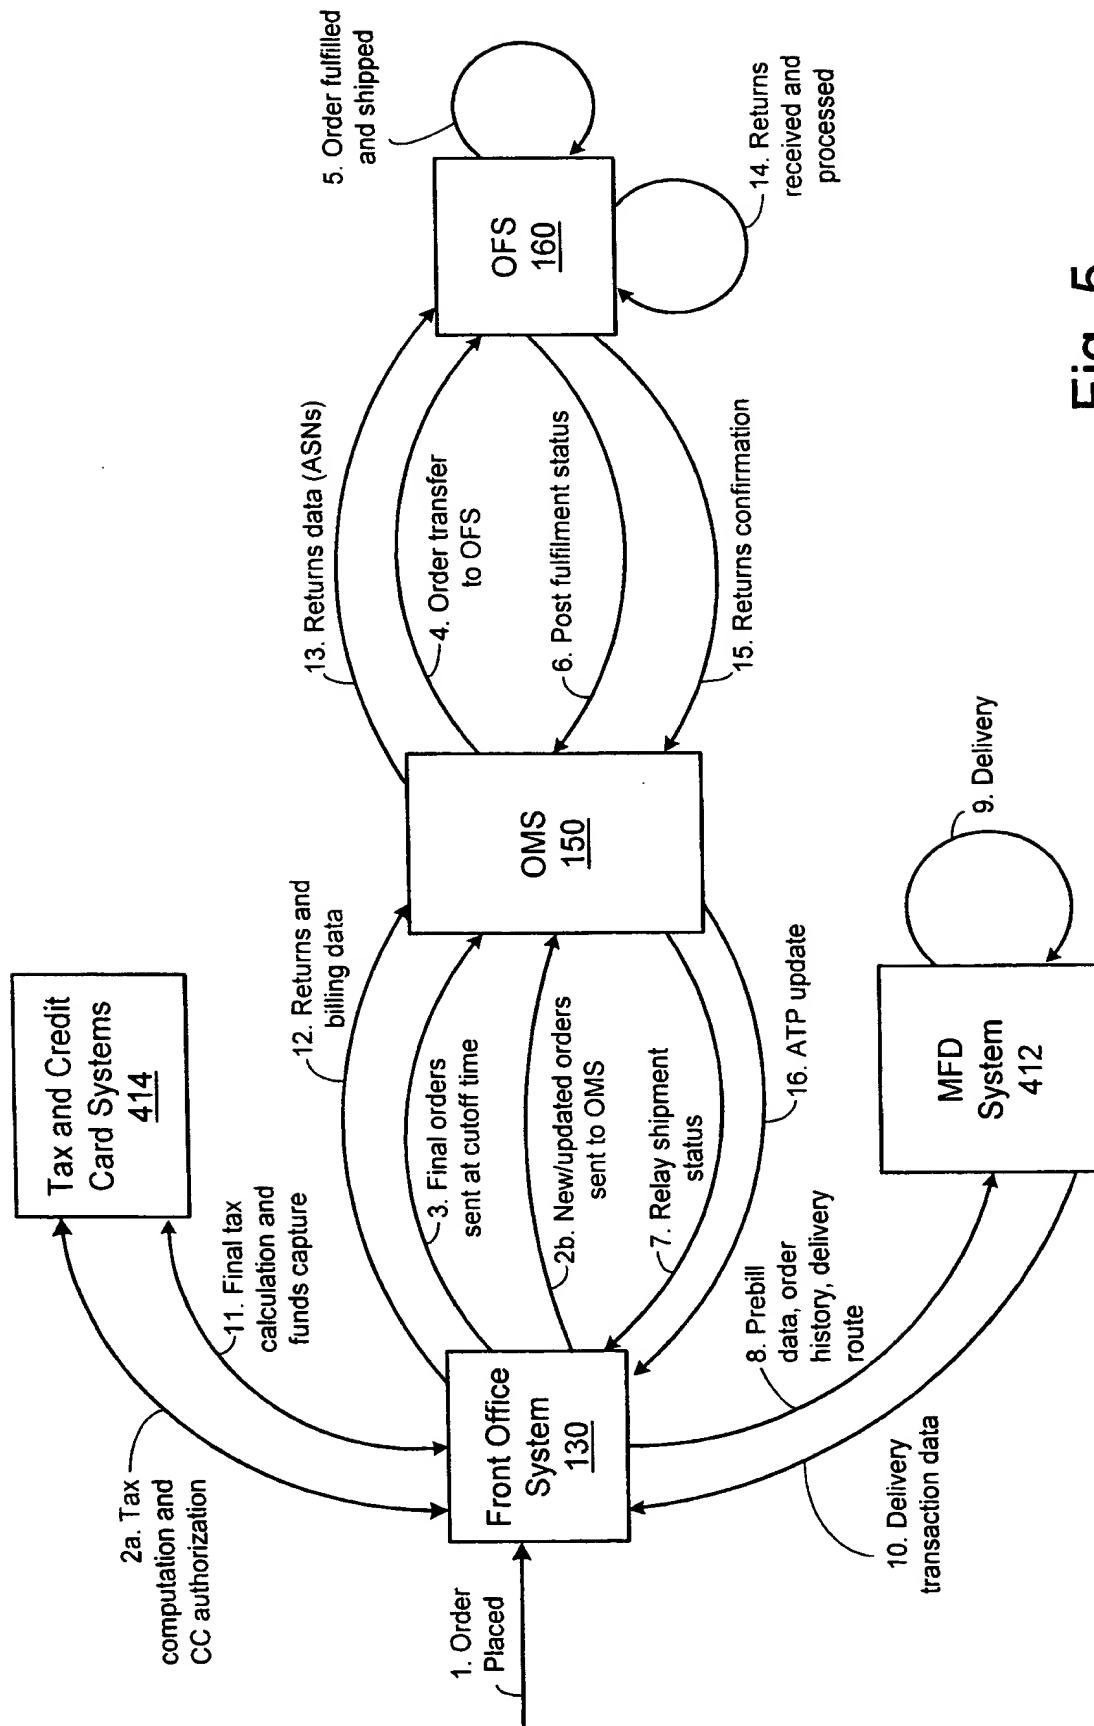 1. Order
Placed
2a. Tax
computation and
CC authorization
11. Final tax
calculation and
funds capture
Tax and Credit
Card Systems
414
Front Office
System
130
12. Returns and
billing data
3. Final orders
sent at cutoff time
2b. New/updated orders
sent to OMS
7. Relay shipment
status
16. ATP update
8. Prebill
data, order
history, delivery
route
10. Delivery
transaction data
MFD
System
412
9. Delivery
OMS
150
13. Returns data (ASNs)
4. Order transfer
to OFS
6. Post fulfilment status
15. Returns confirmation
OFS
160
5. Order fulfilled
and shipped
14. Returns
received and
processed
Fig. 5